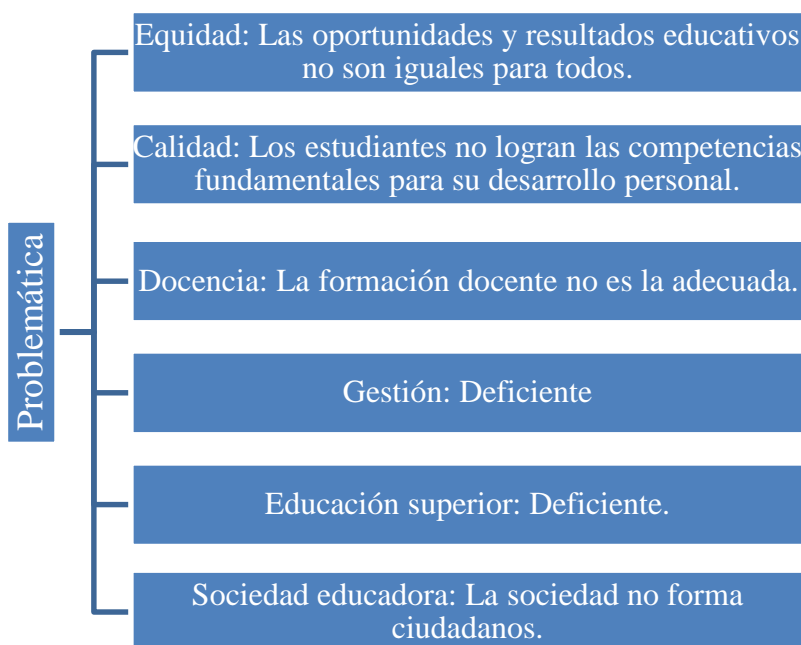 Problemática
Equidad: Las oportunidades y resultados educativos
no son iguales para todos.
Calidad: Los estudiantes no logran las competencias
fundamentales para su desarrollo personal.
Docencia: La formación docente no es la adecuada.
Gestión: Deficiente
Educación superior: Deficiente.
Sociedad educadora: La sociedad no forma
ciudadanos.